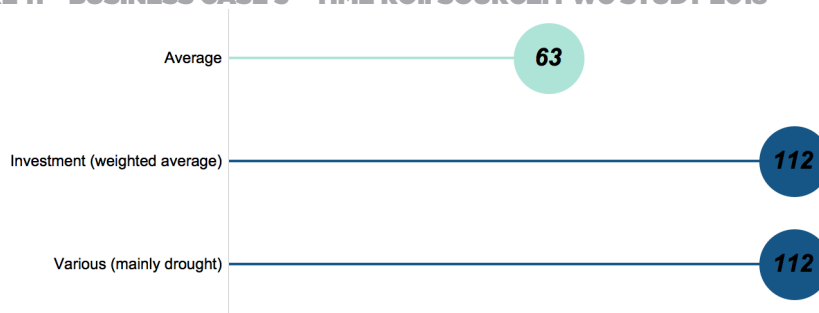 Average 63
Investment (weighted average) 112
Various (mainly drought) 112